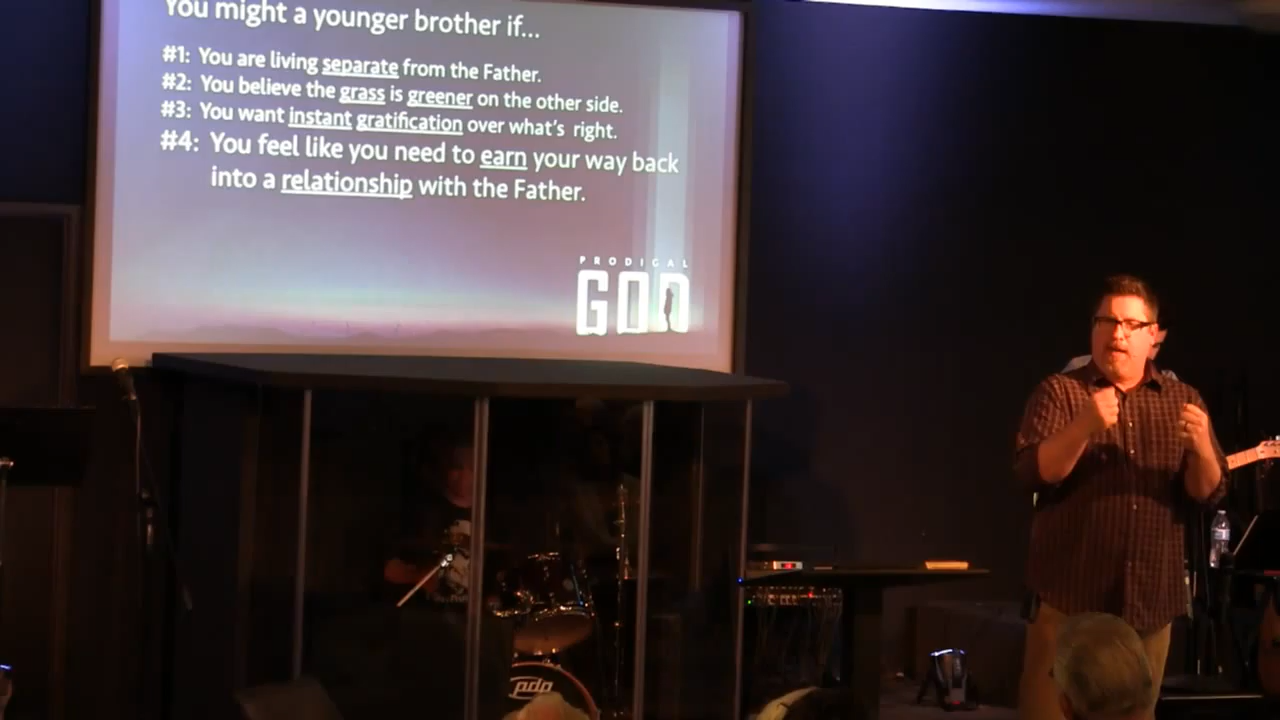 You might a younger brother if...
#1: You are living separate from the Father.
#2: You believe the grass is greener on the other side.
#3: You want instant gratification over what's right.
#4: You feel like you need to earn your way back
into a relationship with the Father.
PRODIGAL
GOD
pdp